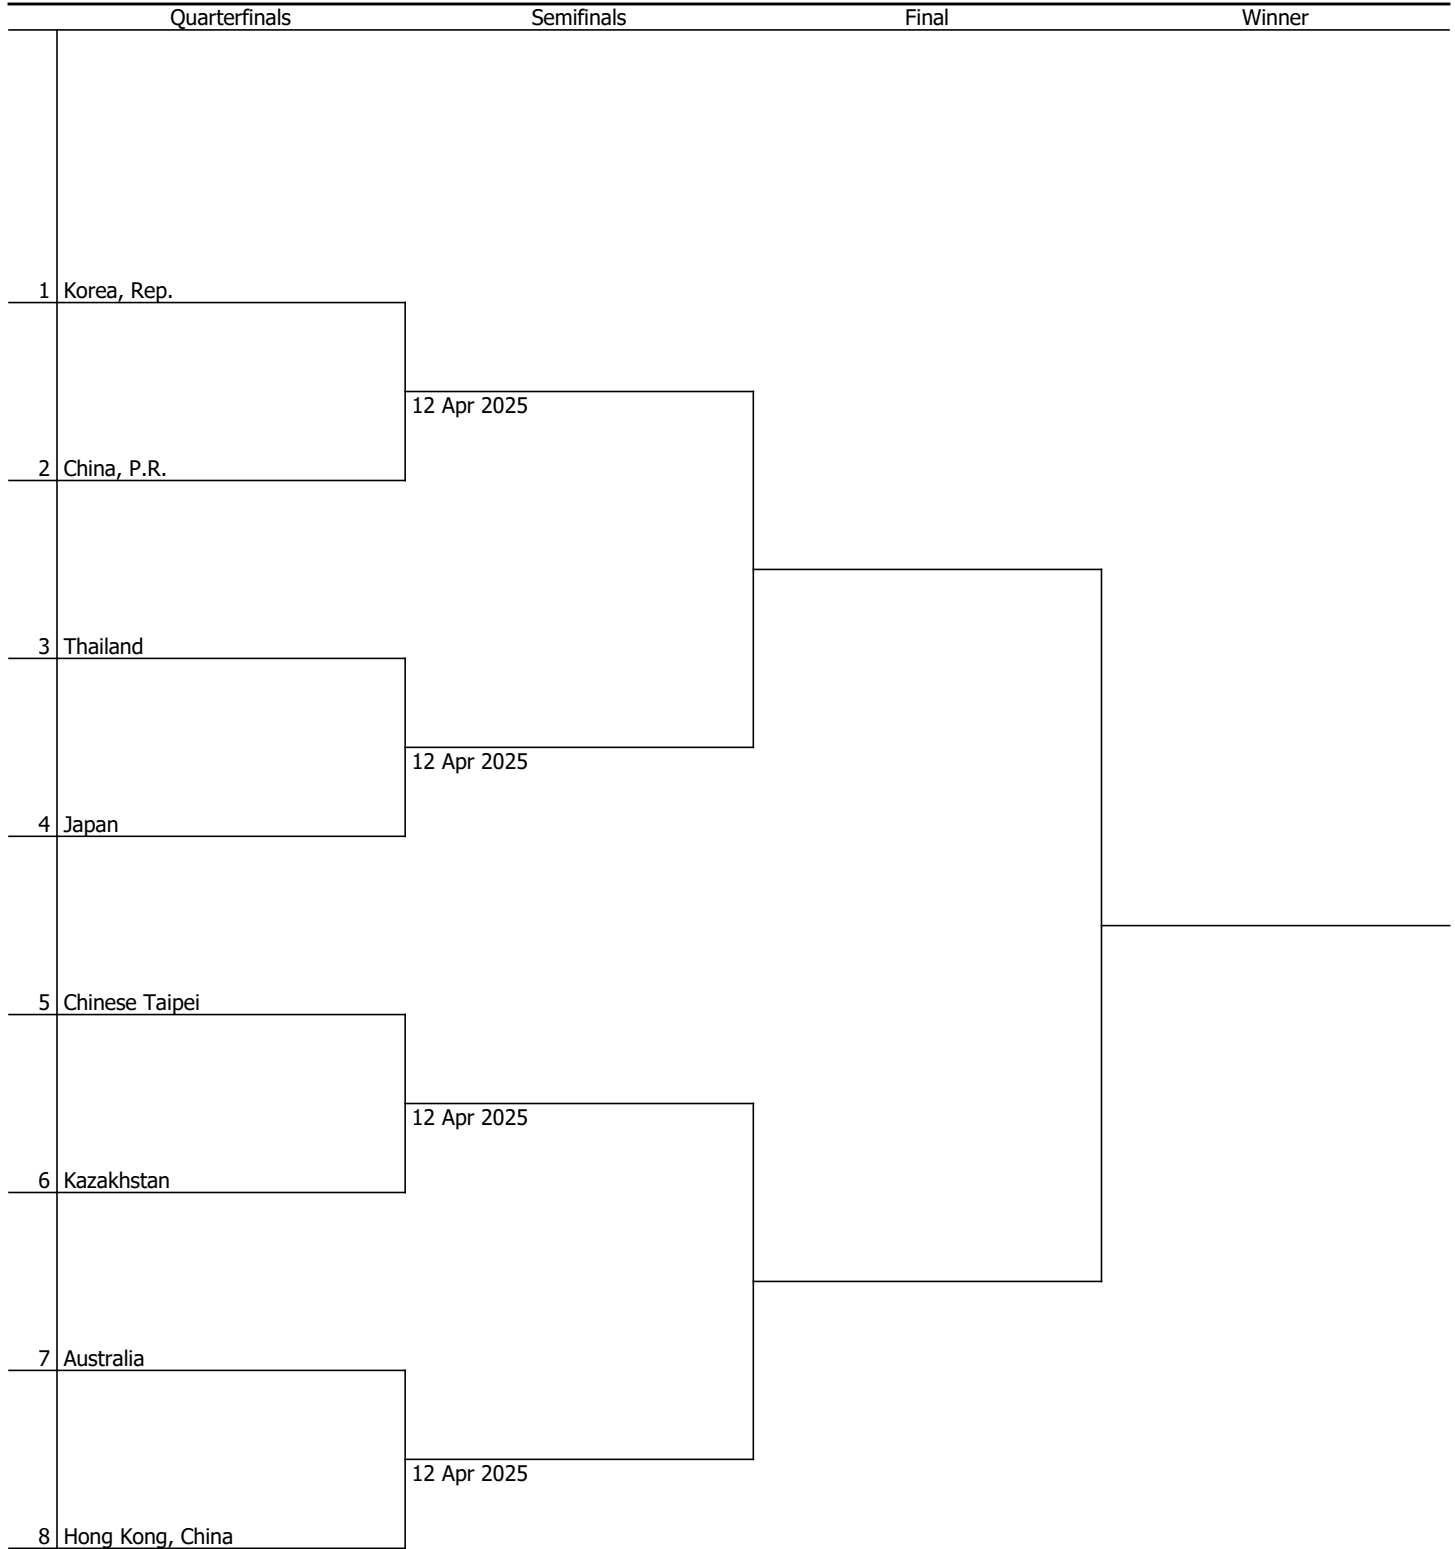 Quarterfinals Semifinals Final Winner
1 Korea, Rep.
12 Apr 2025
2 China, P.R.
3 Thailand
12 Apr 2025
4 Japan
5 Chinese Taipei
12 Apr 2025
6 Kazakhstan
7 Australia
12 Apr 2025
8 Hong Kong, China